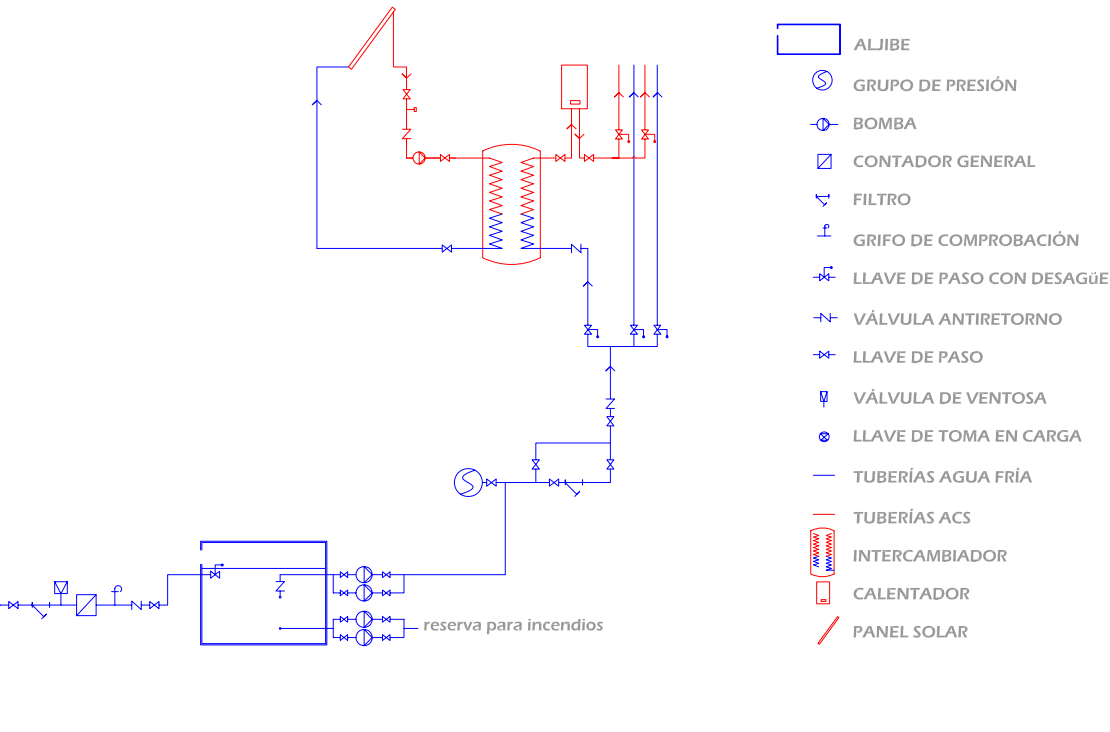 ALJIBE
GRUPO DE PRESIÓN
BOMBA
CONTADOR GENERAL
FILTRO
GRIFO DE COMPROBACIÓN
LLAVE DE PASO CON DESAGüE
VÁLVULA ANTIRETORNO
LLAVE DE PASO
VÁLVULA DE VENTOSA
LLAVE DE TOMA EN CARGA
TUBERÍAS AGUA FRÍA
TUBERÍAS ACS
INTERCAMBIADOR
CALENTADOR
reserva para incendios
PANEL SOLAR